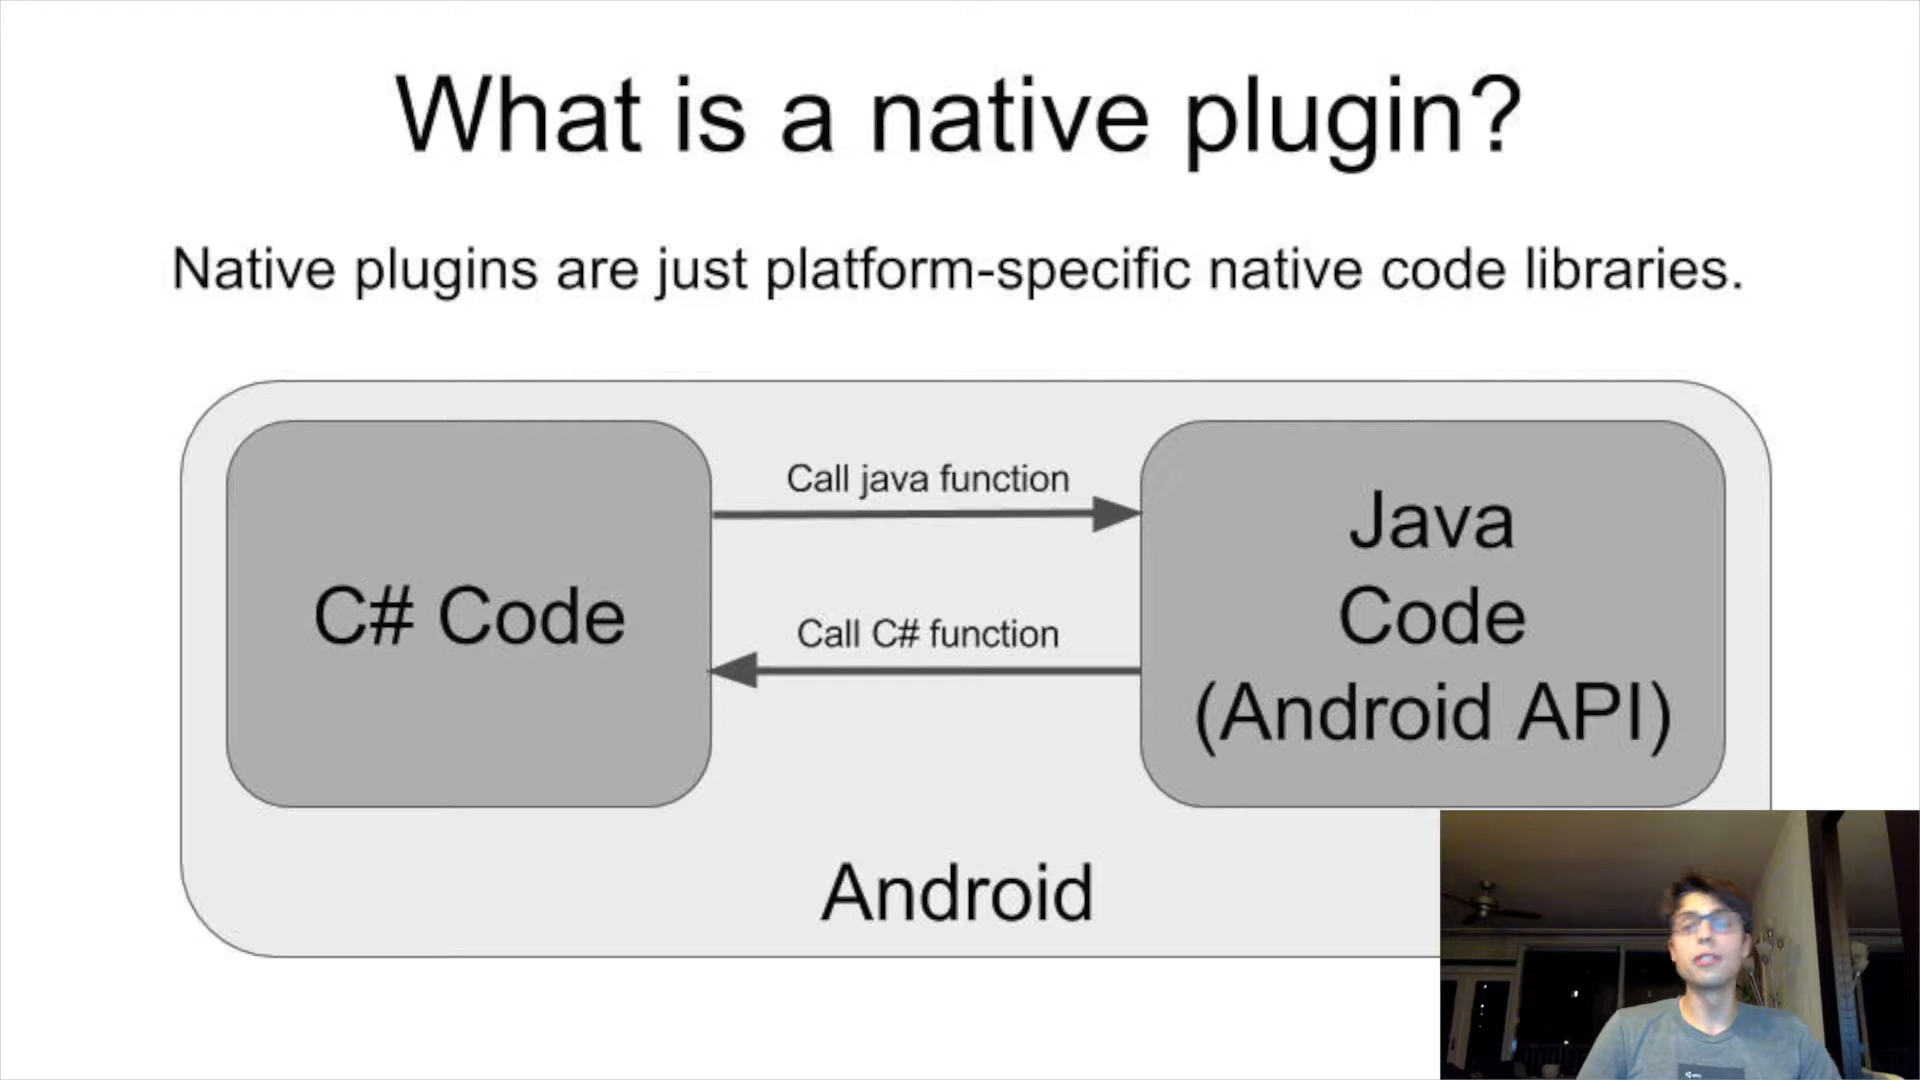 What is a native plugin?
Native plugins are just platform-specific native code libraries.
Call java function
C# Code
Call C# function
Java
Code
(Android API)
Android